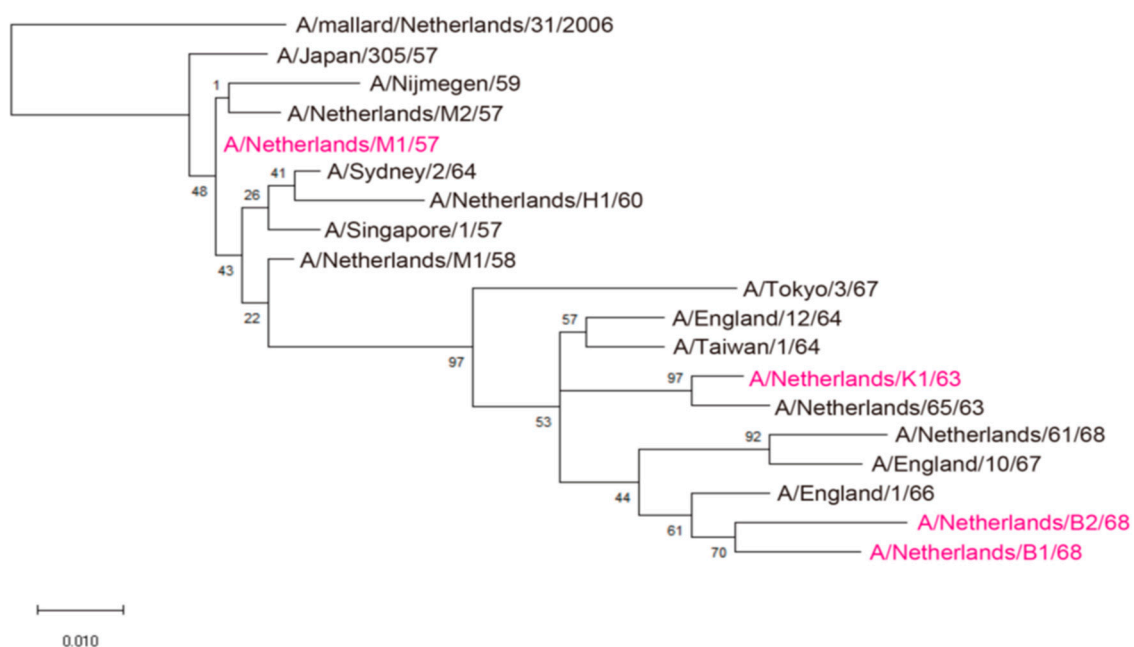 A/mallard/Netherlands/31/2006
A/Japan/305/57
1
A/Nijmegen/59
A/Netherlands/M2/57
A/Netherlands/M1/57
48
41
A/Sydney/2/64
26
A/Netherlands/H1/60
A/Singapore/1/57
43
A/Netherlands/M1/58
22
A/Tokyo/3/67
97
57
A/England/12/64
A/Taiwan/1/64
97
A/Netherlands/K1/63
53
A/Netherlands/65/63
92
A/Netherlands/61/68
A/England/10/67
44
A/England/1/66
61
A/Netherlands/B2/68
70
A/Netherlands/B1/68
0.010